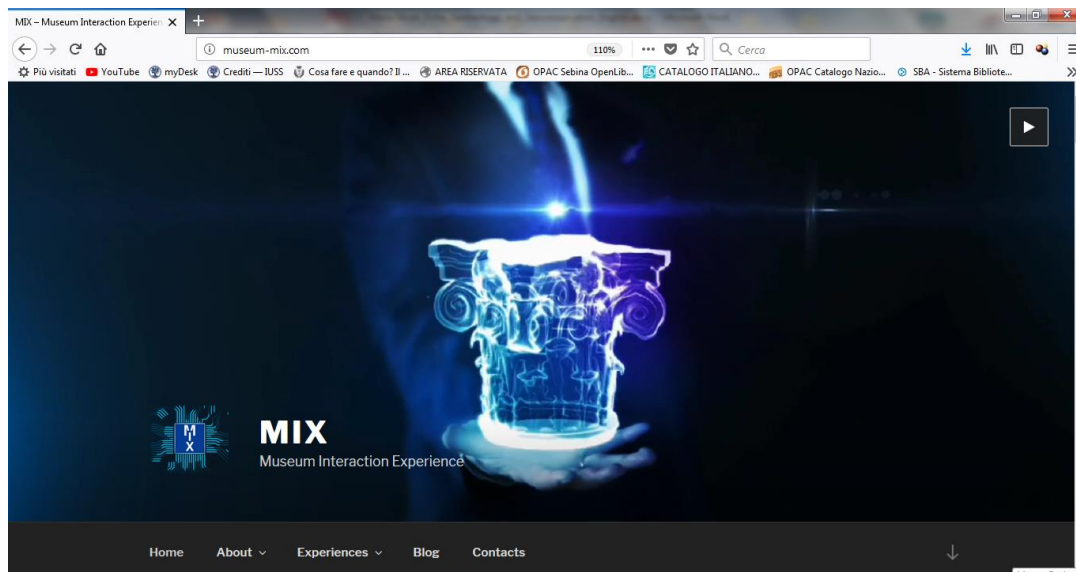 MIX – Museum Interaction Experien
museum-mix.com
110%
Cerca
Più visitati
YouTube
myDesk
Crediti — IUSS
Cosa fare e quando? Il ...
AREA RISERVATA
OPAC Sebina OpenLib...
CATALOGO ITALIANO...
OPAC Catalogo Nazio...
SBA - Sistema Bibliote...
M
I
X
MIX
Museum Interaction Experience
Home
About
Experiences
Blog
Contacts